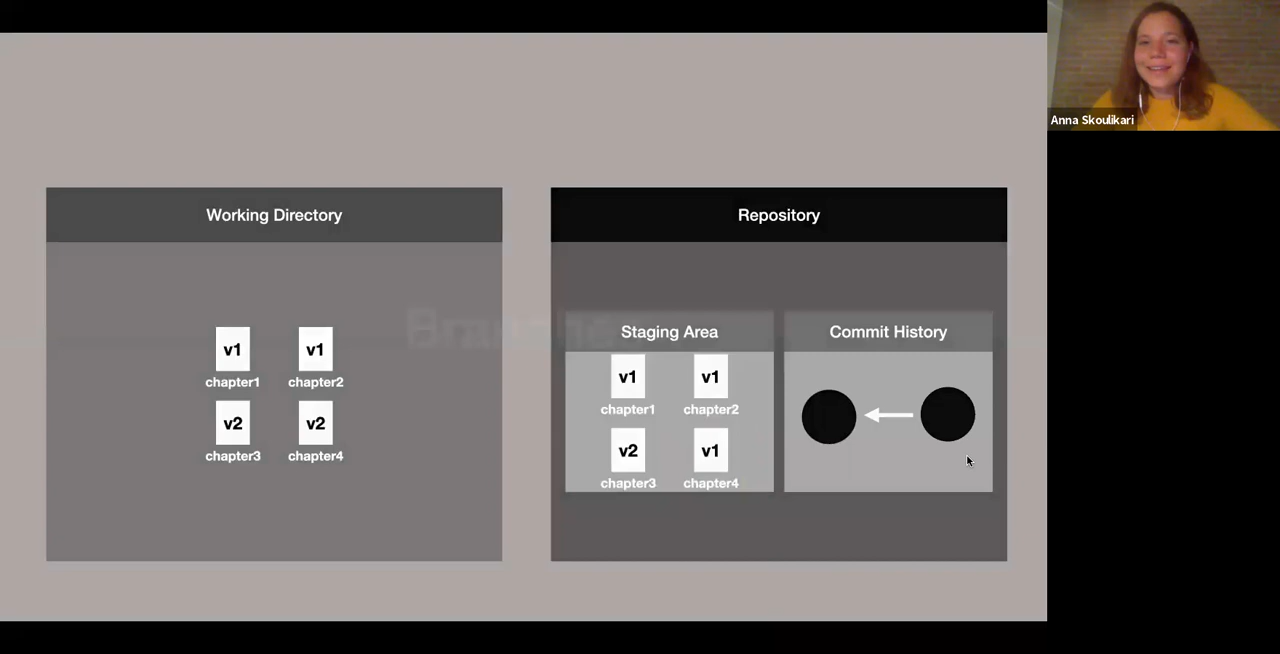 Anna Skoulikari
Working Directory
Repository
Branches
v1 v1
chapter1 chapter2
v2 v2
chapter3 chapter4
Staging Area
v1 v1
chapter1 chapter2
v2 v1
chapter3 chapter4
Commit History